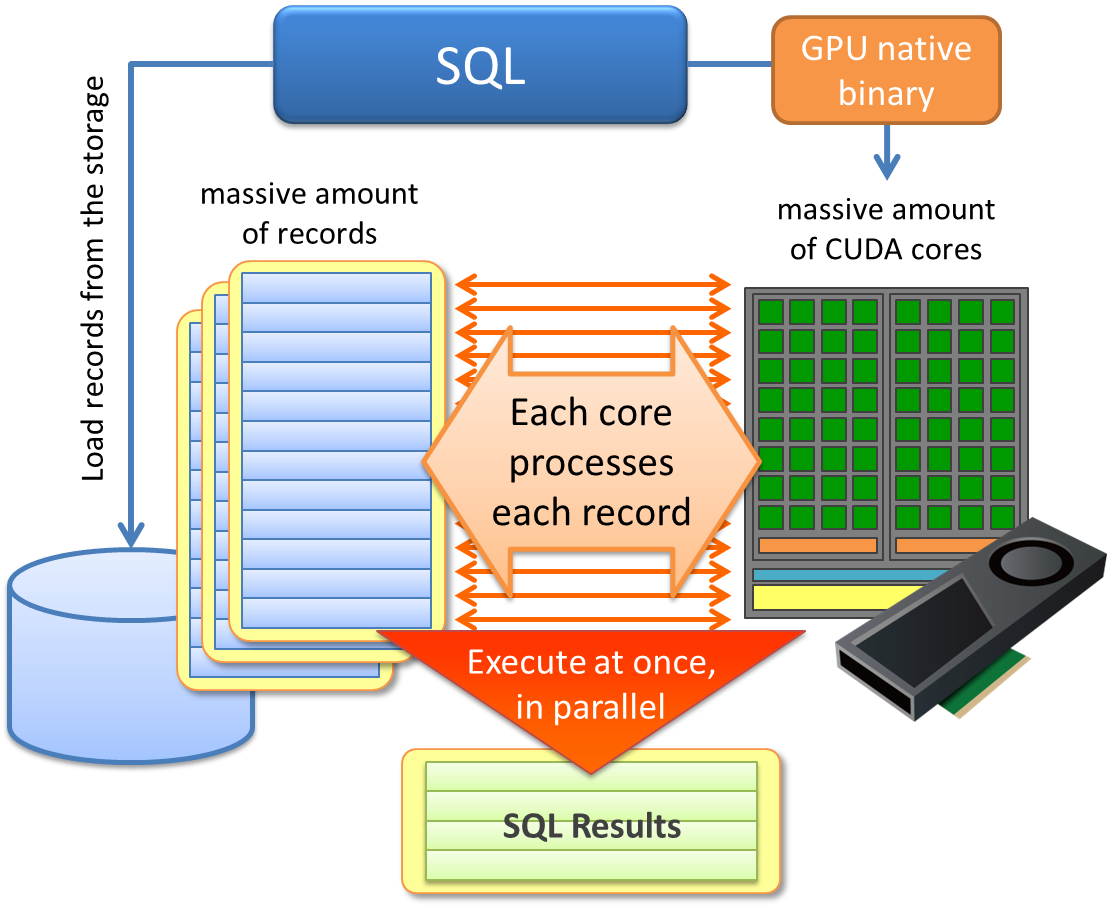 SQL
GPU native
binary
Load records from the storage
massive amount
of records
massive amount
of CUDA cores
Each core
processes
each record
Execute at once,
in parallel
SQL Results